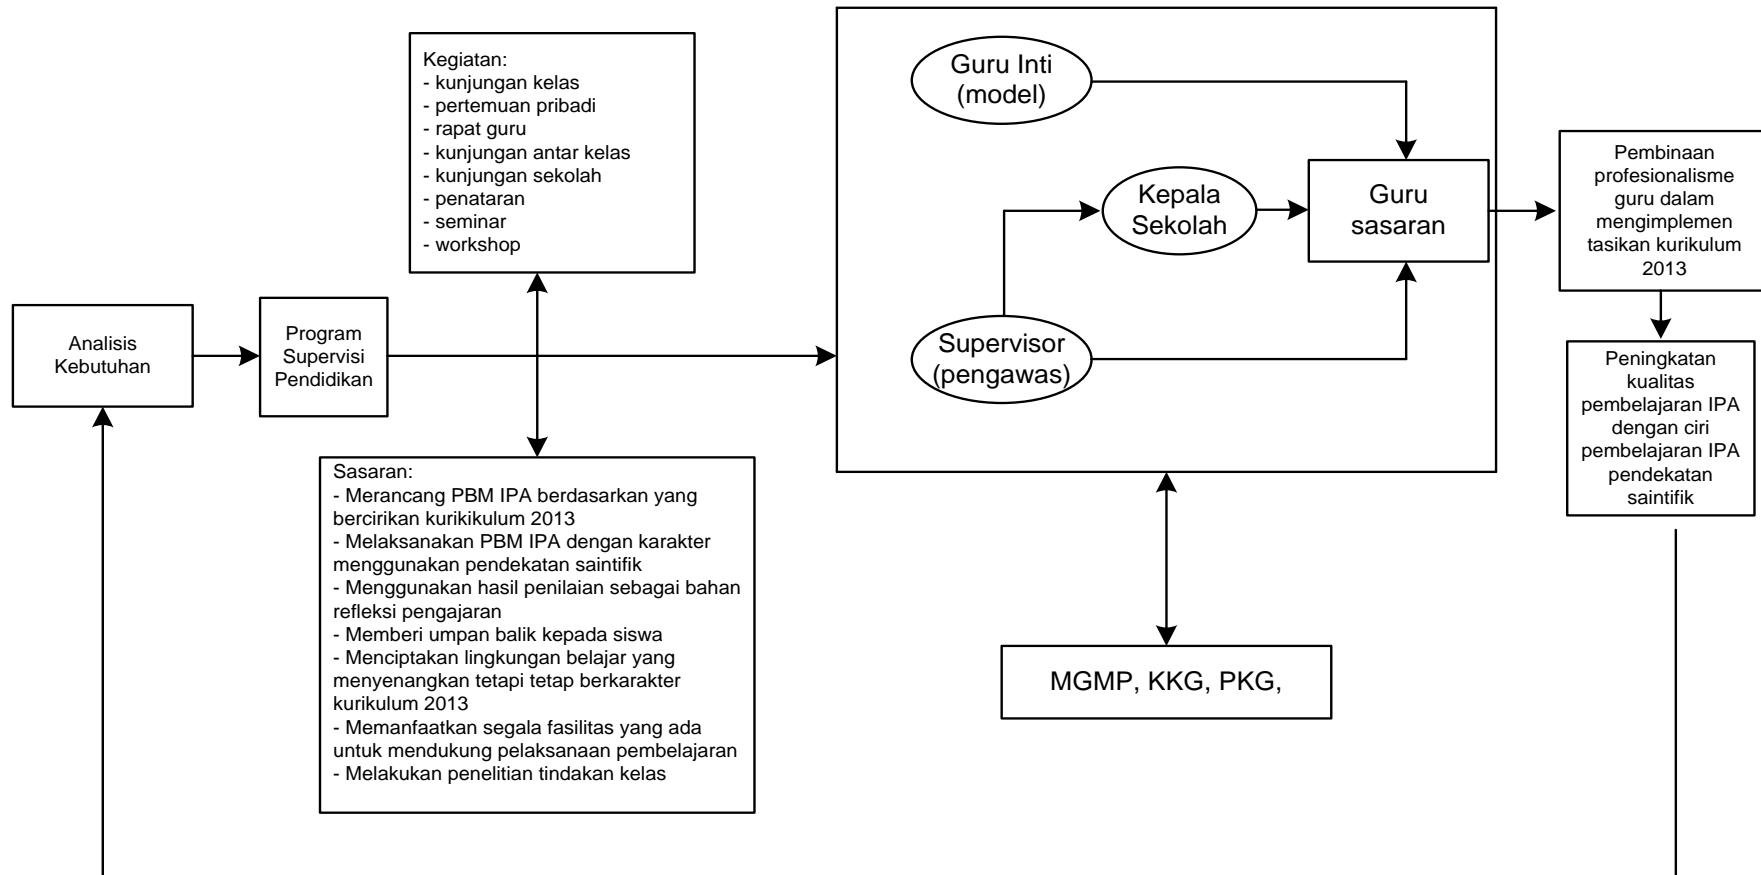 Analisis
Kebutuhan
Program
Supervisi
Pendidikan
Kegiatan:
- kunjungan kelas
- pertemuan pribadi
- rapat guru
- kunjungan antar kelas
- kunjungan sekolah
- penataran
- seminar
- workshop
Sasaran:
- Merancang PBM IPA berdasarkan yang
bercirikan kurikikulum 2013
- Melaksanakan PBM IPA dengan karakter
menggunakan pendekatan saintifik
- Menggunakan hasil penilaian sebagai bahan
refleksi pengajaran
- Memberi umpan balik kepada siswa
- Menciptakan lingkungan belajar yang
menyenangkan tetapi tetap berkarakter
kurikulum 2013
- Memanfaatkan segala fasilitas yang ada
untuk mendukung pelaksanaan pembelajaran
- Melakukan penelitian tindakan kelas
Guru Inti
(model)
Kepala
Sekolah
Guru
sasaran
Supervisor
(pengawas)
MGMP, KKG, PKG,
Pembinaan
profesionalisme
guru dalam
mengimplemen
tasikan kurikulum
2013
Peningkatan
kualitas
pembelajaran IPA
dengan ciri
pembelajaran IPA
pendekatan
saintifik